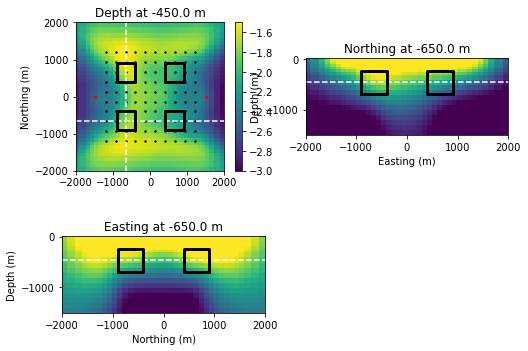 Depth at -450.0 m
2000
1000
0
−1000
−2000
Northing (m)
−2000 −1000 0 1000 2000
−1.6
−1.8
−2.0
−2.2
−2.4
−2.6
−2.8
−3.0
Northing at -650.0 m
Depth (m)
0
−1000
−2000 −1000 0 1000 2000
Easting (m)
Easting at -650.0 m
Depth (m)
0
−1000
−2000 −1000 0 1000 2000
Northing (m)